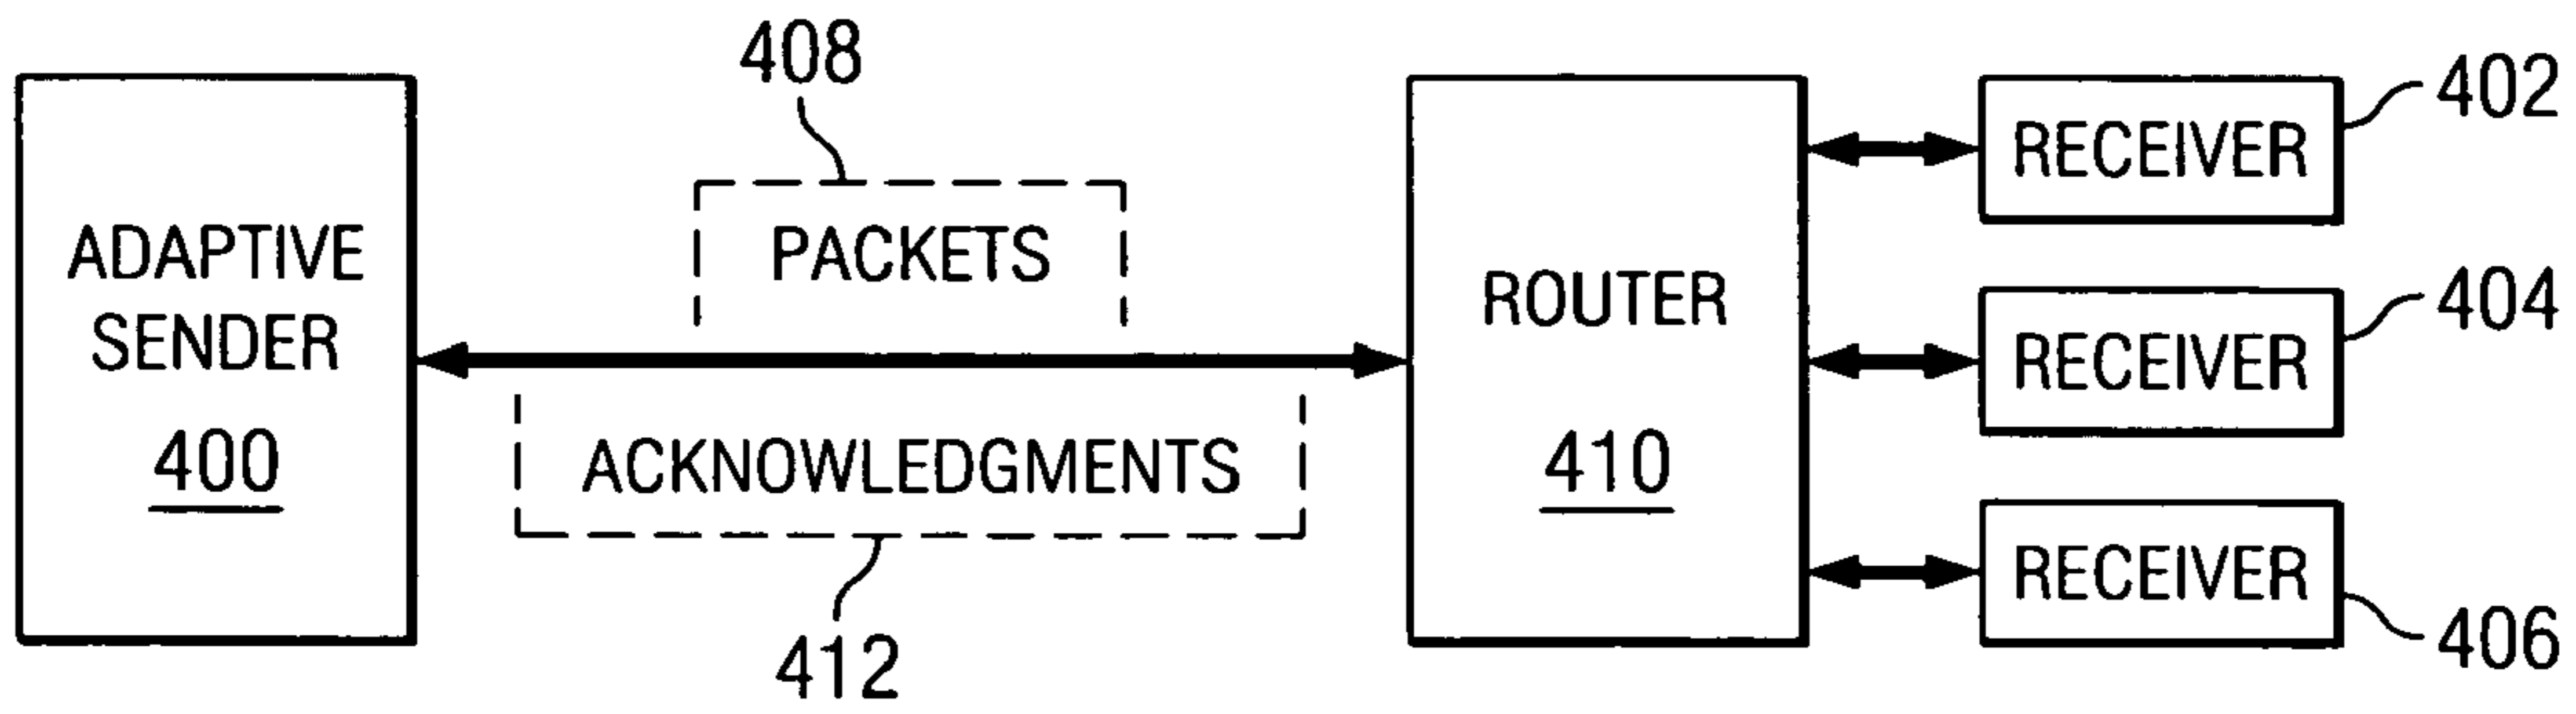 408
402
RECEIVER
ADAPTIVE
SENDER
400
PACKETS
ROUTER
410
404
RECEIVER
ACKNOWLEDGMENTS
412
RECEIVER
406